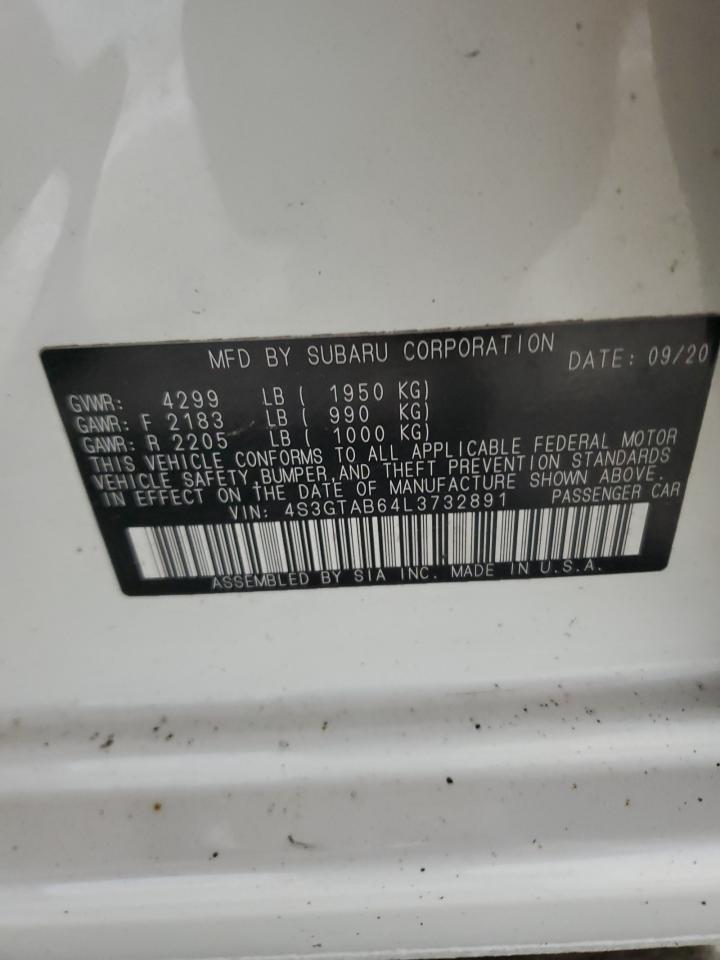 MFD BY SUBARU CORPORATION DATE: 09/20
GVWR: 4299 LB ( 1950 KG)
GAWR: F 2183 LB ( 990 KG)
GAWR: R 2205 LB ( 1000 KG)
THIS VEHICLE CONFORMS TO ALL APPLICABLE FEDERAL MOTOR
VEHICLE SAFETY,BUMPER,AND THEFT PREVENTION STANDARDS
IN EFFECT ON THE DATE OF MANUFACTURE SHOWN ABOVE.
VIN: 4S3GTAB64L3732891 PASSENGER CAR
ASSEMBLED BY SIA INC. MADE IN U.S.A.